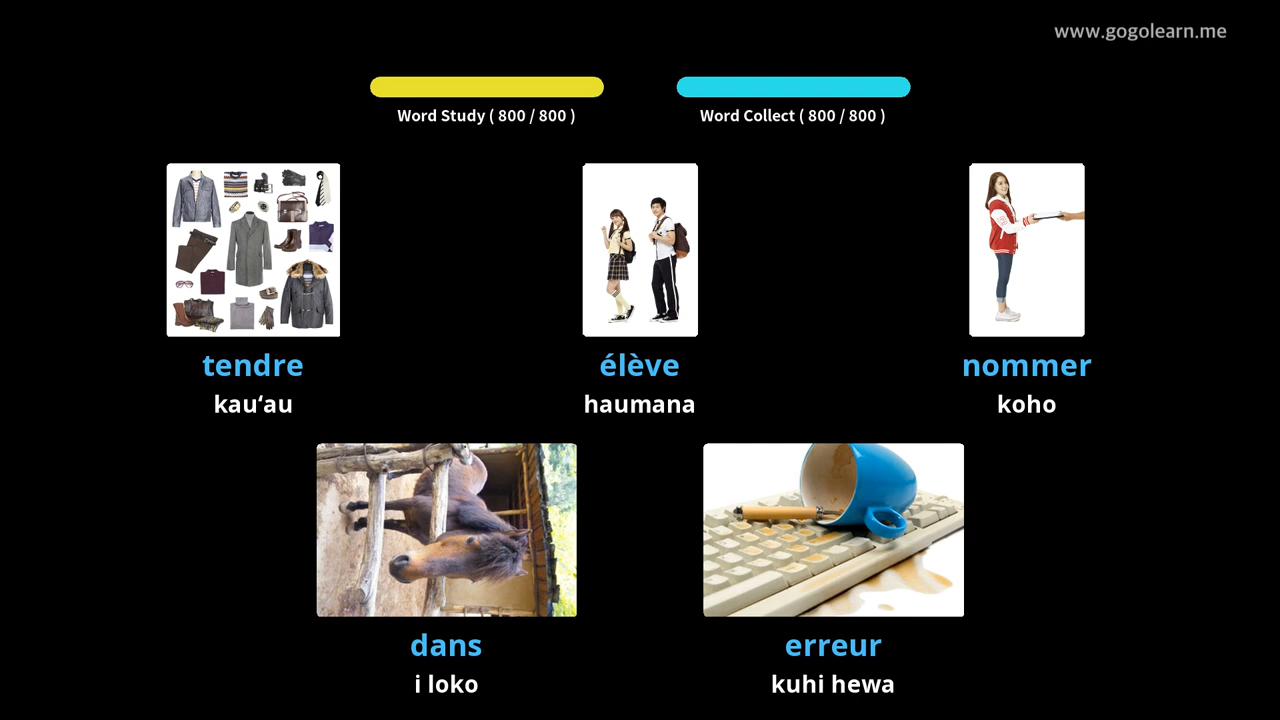 www.gogolearn.me
Word Study ( 800 / 800 )
Word Collect ( 800 / 800 )
tendre
kauʻau
élève
haumana
nommer
koho
dans
i loko
erreur
kuhi hewa